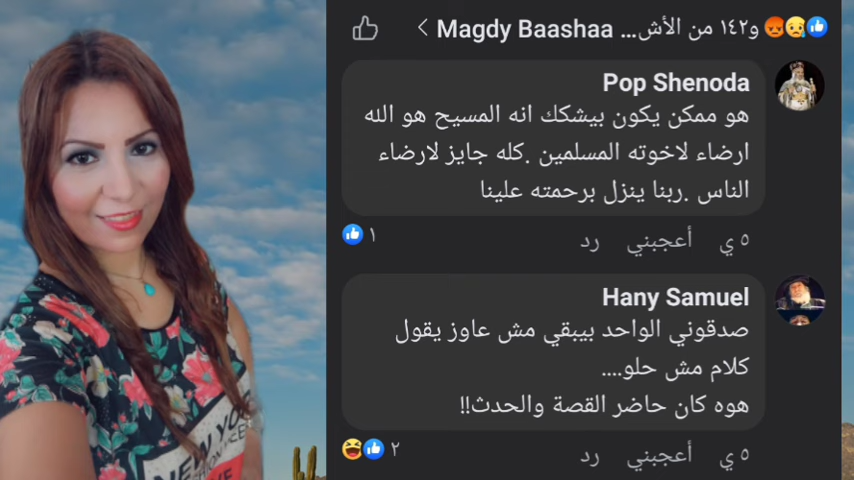 و١٤٢ من الأش... Magdy Baashaa
Pop Shenoda
هو ممكن يكون بيشكك انه المسيح هو الله
ارضاء لاخوته المسلمين .كله جايز لارضاء
الناس .ربنا ينزل برحمته علينا
٥ ي أعجبني رد ١
Hany Samuel
صدقوني الواحد بيبقي مش عاوز يقول
كلام مش حلو....
هوه كان حاضر القصة والحدث!!
٥ ي أعجبني رد ٢
NEW YO